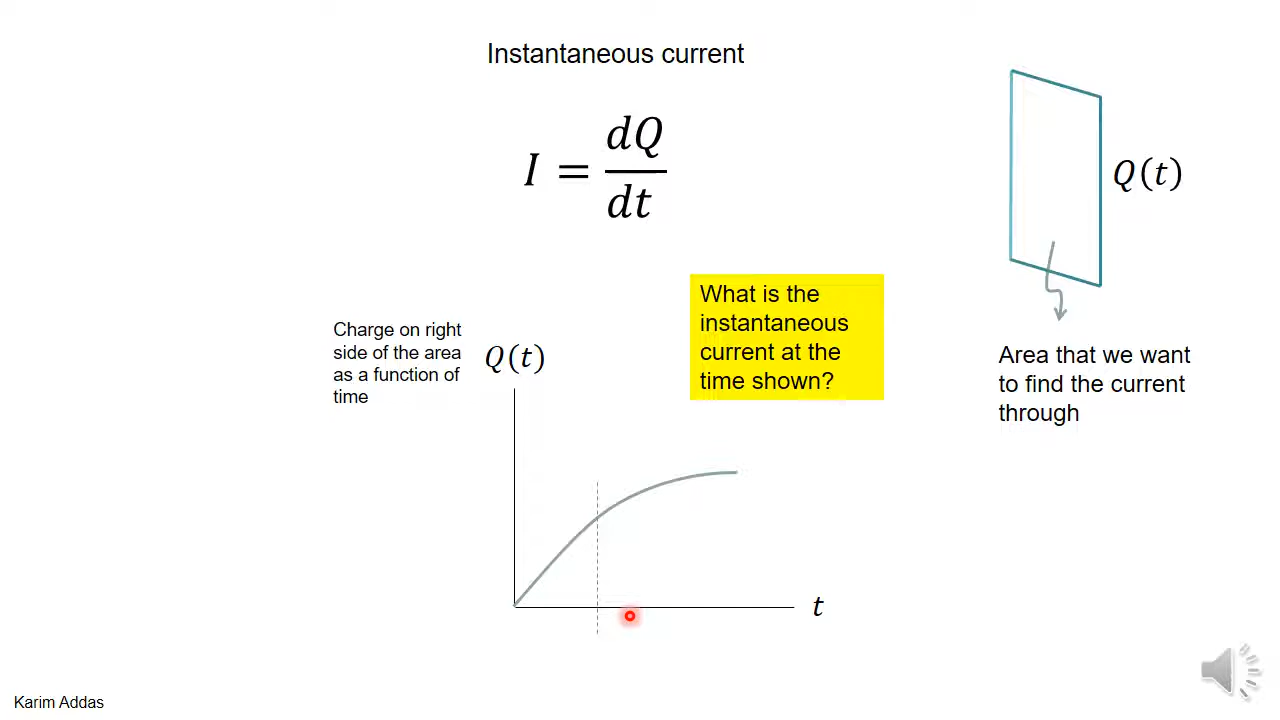 Instantaneous current
I = dQ/dt
Q(t)
What is the
instantaneous
current at the
time shown?
Charge on right
side of the area
as a function of
time
Q(t)
Area that we want
to find the current
through
t
Karim Addas